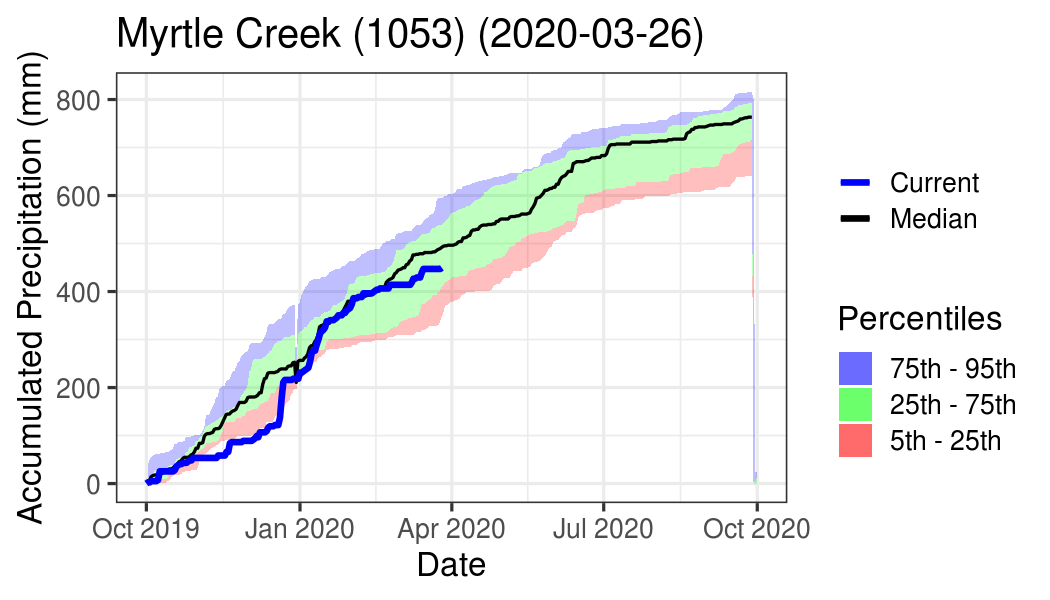 Myrtle Creek (1053) (2020-03-26)
Accumulated Precipitation (mm)
800
600
400
200
0
Oct 2019
Jan 2020
Apr 2020
Jul 2020
Oct 2020
Date
Current
Median
Percentiles
75th - 95th
25th - 75th
5th - 25th